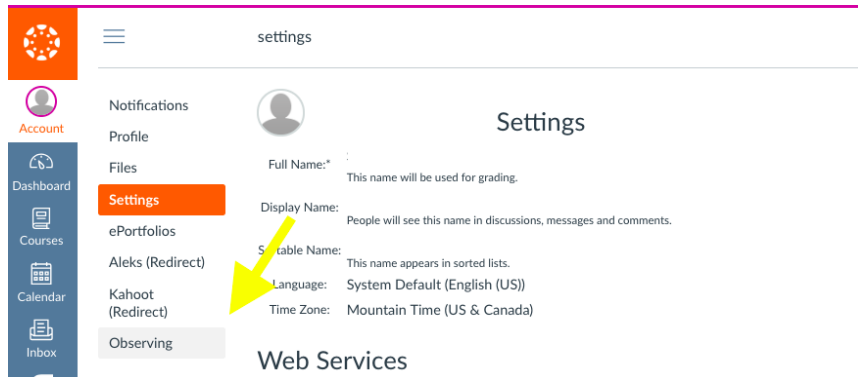 settings
Account
Dashboard
Courses
Calendar
Inbox
Notifications
Profile
Files
Settings
ePortfolios
Aleks (Redirect)
Kahoot
(Redirect)
Observing
Settings
Full Name:*
This name will be used for grading.
Display Name:
People will see this name in discussions, messages and comments.
Name:
This name appears in sorted lists.
Language: System Default (English (US))
Time Zone: Mountain Time (US & Canada)
Web Services